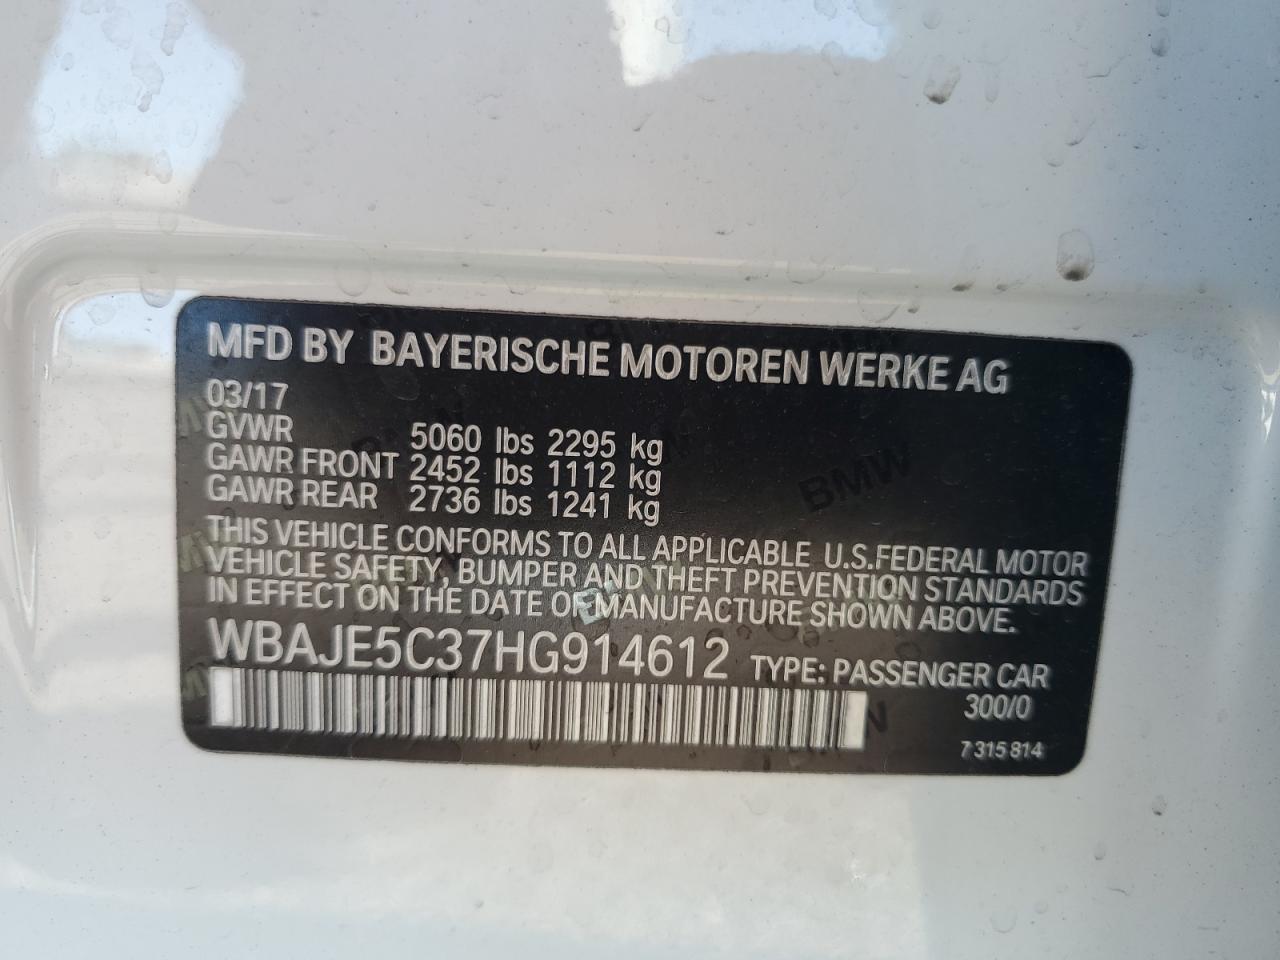 MFD BY BAYERISCHE MOTOREN WERKE AG
03/17
GVWR 5060 lbs 2295 kg
GAWR FRONT 2452 lbs 1112 kg
GAWR REAR 2736 lbs 1241 kg
THIS VEHICLE CONFORMS TO ALL APPLICABLE U.S.FEDERAL MOTOR
VEHICLE SAFETY, BUMPER AND THEFT PREVENTION STANDARDS
IN EFFECT ON THE DATE OF MANUFACTURE SHOWN ABOVE.
WBAJE5C37HG914612 TYPE: PASSENGER CAR
300/0
7 315 814
BMW